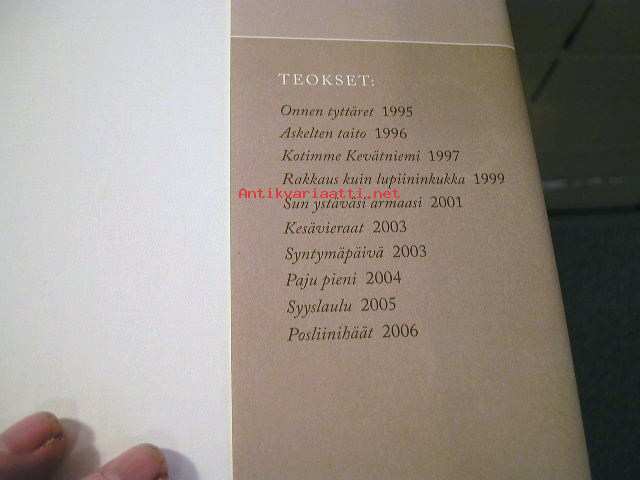 TEOKSET:
Onnen tyttäret 1995
Askelten taito 1996
Kotimme Kevätniemi 1997
Rakkaus kuin lupiininkukka 1999
Antikvariaatti.net
Sun ystäväsi armaasi 2001
Kesävieraat 2003
Syntymäpäivä 2003
Paju pieni 2004
Syyslaulu 2005
Posliinihäät 2006